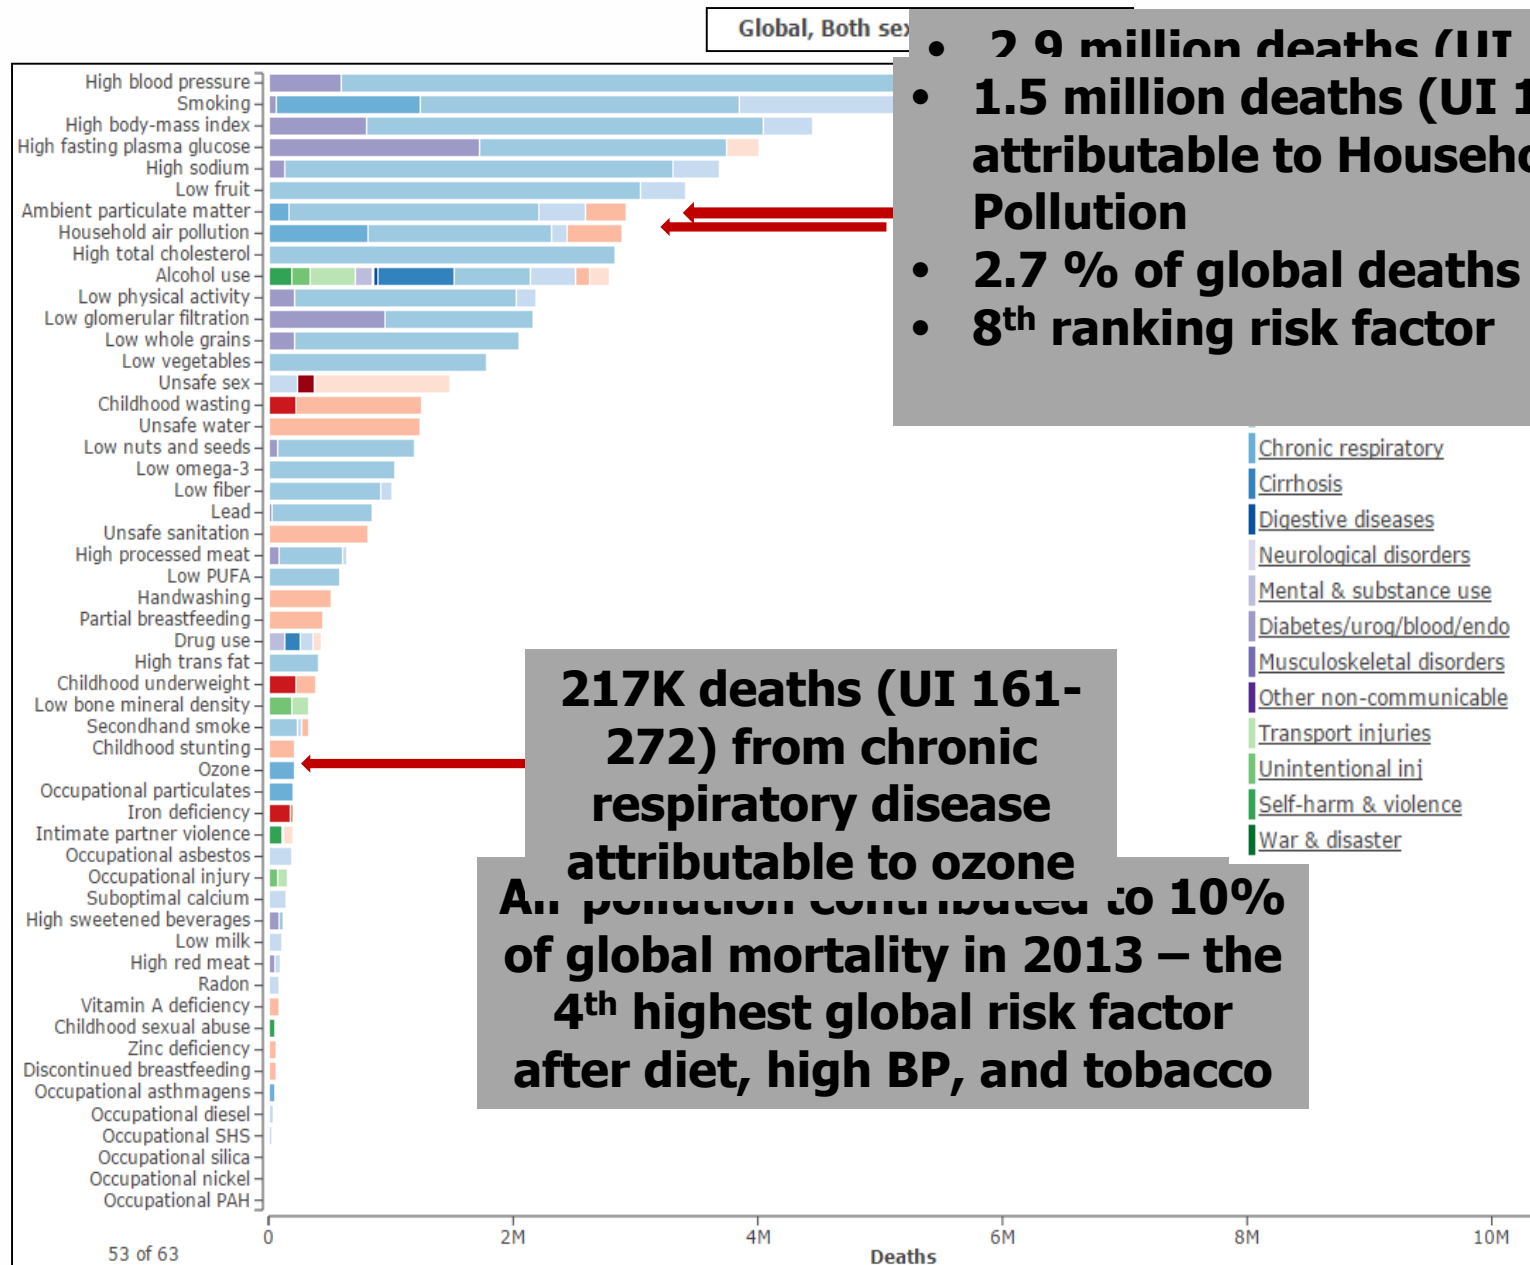 Global, Both
• 2.9 million deaths (UI
• 1.5 million deaths (UI
attributable to
Pollution
• 2.7 % of global deaths
• 8th ranking risk factor
High blood pressure
Smoking
High body-mass index
High fasting plasma glucose
High sodium
Low fruit
Ambient particulate matter
Household air pollution
High total cholesterol
Alcohol use
Low physical activity
Low glomerular filtration
Low whole grains
Low vegetables
Unsafe sex
Childhood wasting
Unsafe water
Low nuts and seeds
Low omega-3
Low fiber
Lead
Unsafe sanitation
High processed meat
Low PUFA
Handwashing
Partial breastfeeding
Drug use
High trans fat
Childhood underweight
Low bone mineral density
Secondhand smoke
Childhood stunting
Ozone
Occupational particulates
Iron deficiency
Intimate partner violence
Occupational asbestos
Occupational injury
Suboptimal calcium
High sweetened beverages
Low milk
High red meat
Radon
Vitamin A deficiency
Childhood sexual abuse
Zinc deficiency
Discontinued breastfeeding
Occupational asthmagens
Occupational diesel
Occupational SHS
Occupational silica
Occupational nickel
Occupational PAH
Chronic respiratory
Cirrhosis
Digestive diseases
Neurological disorders
Mental & substance use
Diabetes/urog/blood/endo
Musculoskeletal disorders
Other non-communicable
Transport injuries
Unintentional inj
Self-harm & violence
War & disaster
217K deaths (UI 161-
272) from chronic
respiratory disease
attributable to ozone
Air pollution contributed to 10%
of global mortality in 2013 – the
4th highest global risk factor
after diet, high BP, and tobacco
0 2M 4M 6M 8M 10M
53 of 63
Deaths